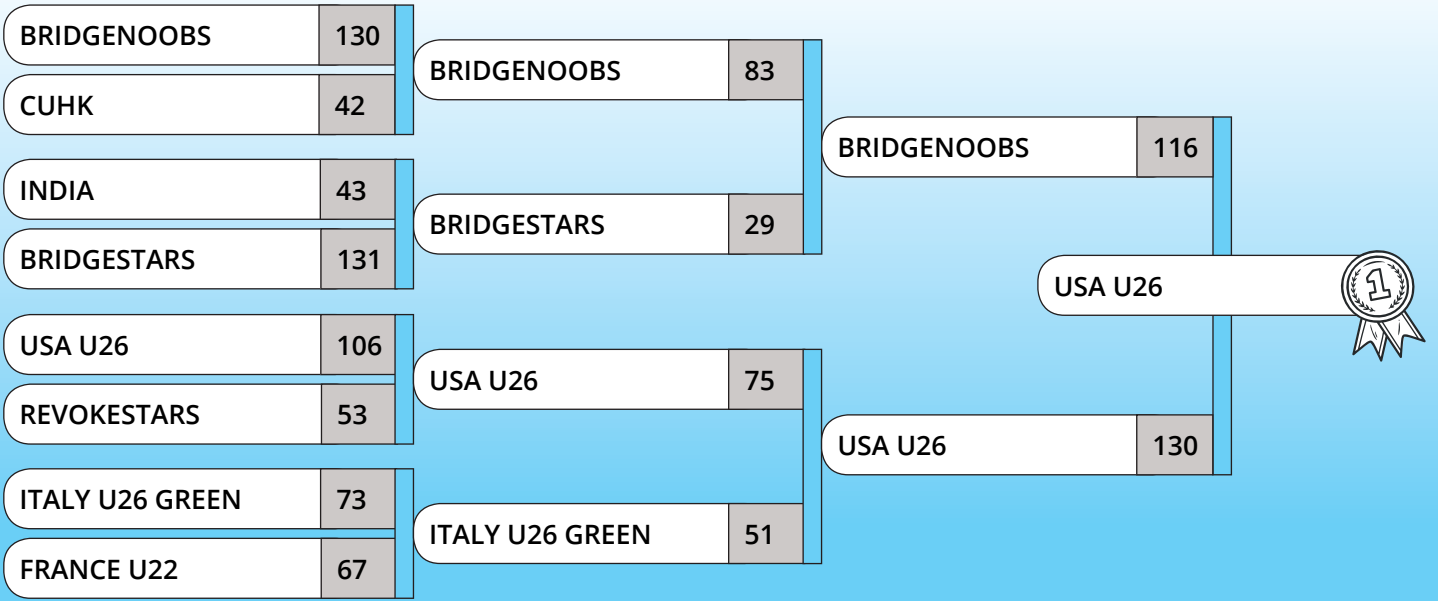 BRIDGENOOBS 130
CUHK 42
INDIA 43
BRIDGESTARS 131
USA U26 106
REVOKESTARS 53
ITALY U26 GREEN 73
FRANCE U22 67
BRIDGENOOBS 83
BRIDGESTARS 29
USA U26 75
ITALY U26 GREEN 51
BRIDGENOOBS 116
USA U26 130
USA U26 1